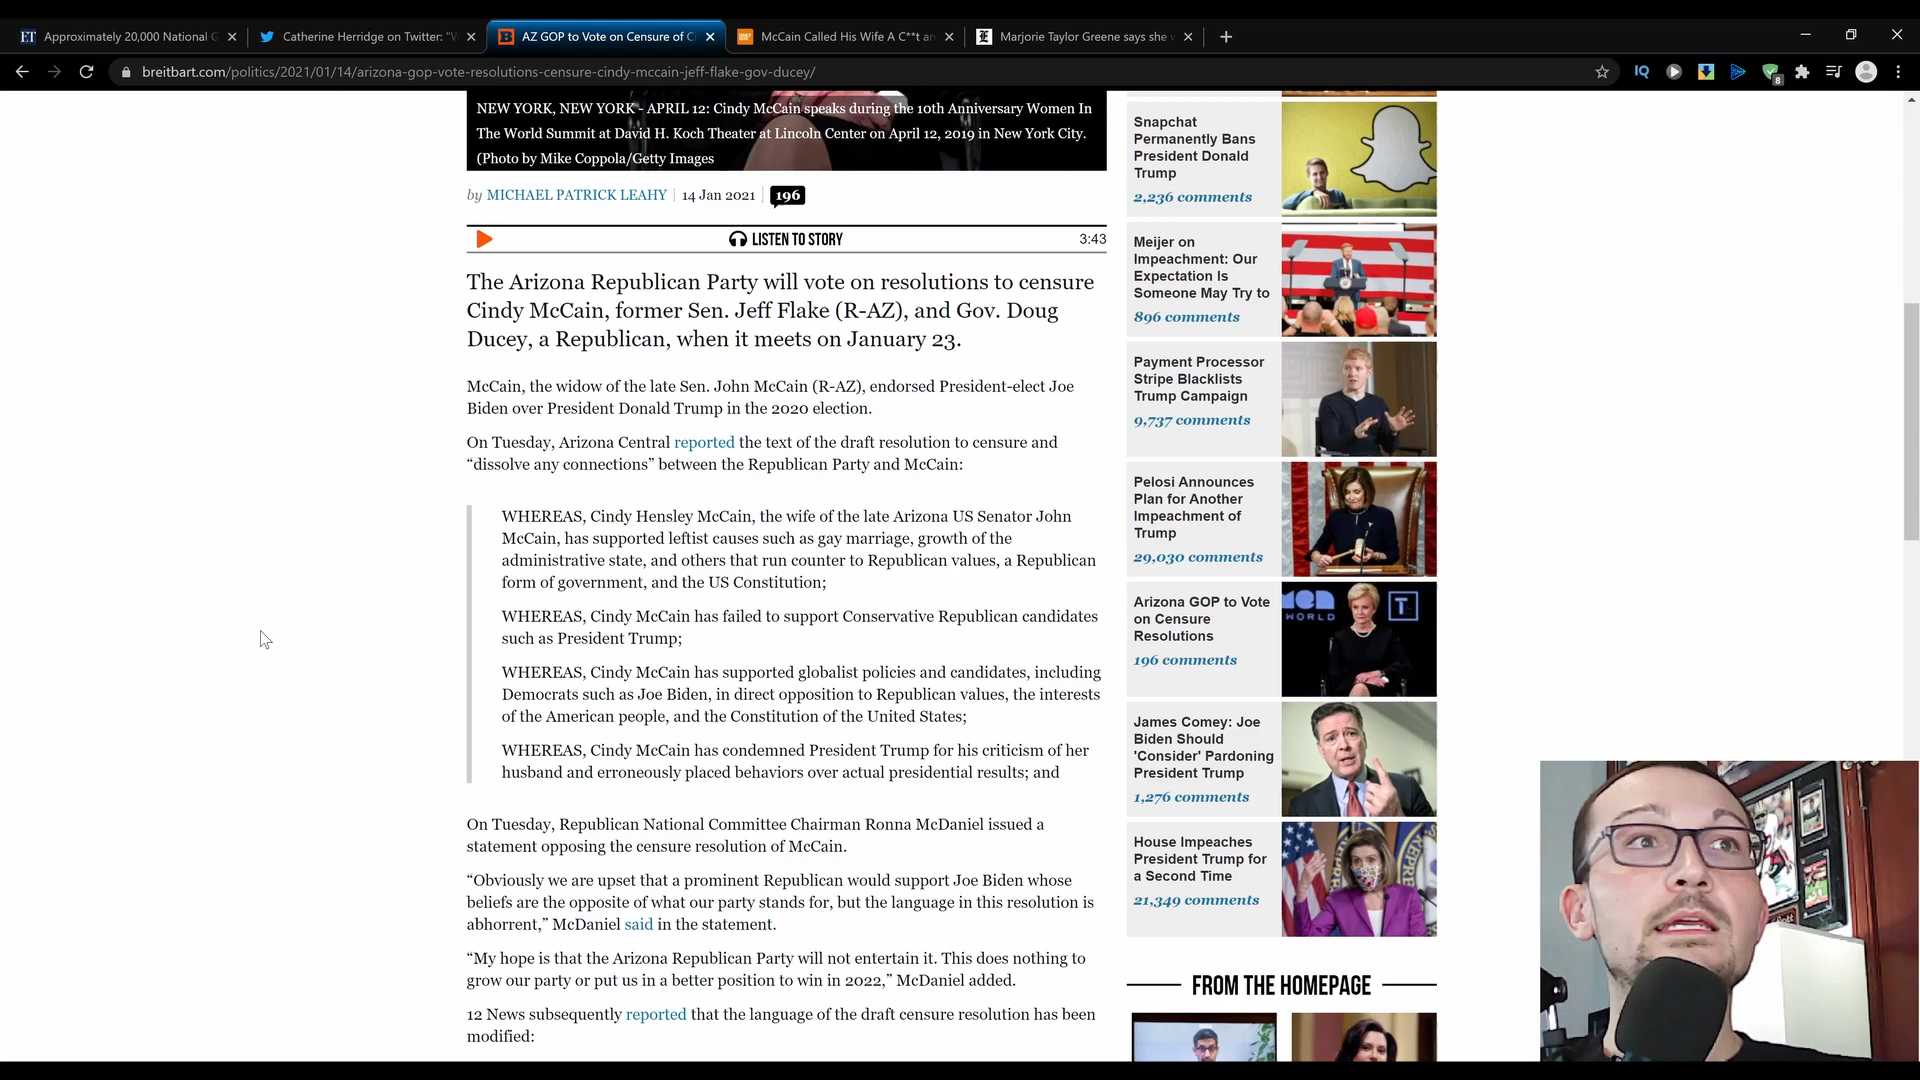 Approximately 20,000 National G
Catherine Herridge on Twitter: "W
AZ GOP to Vote on Censure of Ci
McCain Called His Wife A C**t an
Marjorie Taylor Greene says she w
breitbart.com/politics/2021/01/14/arizona-gop-vote-resolutions-censure-cindy-mccain-jeff-flake-gov-ducey/
IQ
8
NEW YORK, NEW YORK - APRIL 12: Cindy McCain speaks during the 10th Anniversary Women In
The World Summit at David H. Koch Theater at Lincoln Center on April 12, 2019 in New York City.
(Photo by Mike Coppola/Getty Images
by MICHAEL PATRICK LEAHY 14 Jan 2021 196
LISTEN TO STORY 3:43
The Arizona Republican Party will vote on resolutions to censure
Cindy McCain, former Sen. Jeff Flake (R-AZ), and Gov. Doug
Ducey, a Republican, when it meets on January 23.
McCain, the widow of the late Sen. John McCain (R-AZ), endorsed President-elect Joe
Biden over President Donald Trump in the 2020 election.
On Tuesday, Arizona Central reported the text of the draft resolution to censure and
“dissolve any connections” between the Republican Party and McCain:
WHEREAS, Cindy Hensley McCain, the wife of the late Arizona US Senator John
McCain, has supported leftist causes such as gay marriage, growth of the
administrative state, and others that run counter to Republican values, a Republican
form of government, and the US Constitution;
WHEREAS, Cindy McCain has failed to support Conservative Republican candidates
such as President Trump;
WHEREAS, Cindy McCain has supported globalist policies and candidates, including
Democrats such as Joe Biden, in direct opposition to Republican values, the interests
of the American people, and the Constitution of the United States;
WHEREAS, Cindy McCain has condemned President Trump for his criticism of her
husband and erroneously placed behaviors over actual presidential results; and
On Tuesday, Republican National Committee Chairman Ronna McDaniel issued a
statement opposing the censure resolution of McCain.
“Obviously we are upset that a prominent Republican would support Joe Biden whose
beliefs are the opposite of what our party stands for, but the language in this resolution is
abhorrent,” McDaniel said in the statement.
“My hope is that the Arizona Republican Party will not entertain it. This does nothing to
grow our party or put us in a better position to win in 2022,” McDaniel added.
12 News subsequently reported that the language of the draft censure resolution has been
modified:
Snapchat
Permanently Bans
President Donald
Trump
2,236 comments
Meijer on
Impeachment: Our
Expectation Is
Someone May Try to
896 comments
Payment Processor
Stripe Blacklists
Trump Campaign
9,737 comments
Pelosi Announces
Plan for Another
Impeachment of
Trump
29,030 comments
Arizona GOP to Vote
on Censure
Resolutions
196 comments
WORLD
T
James Comey: Joe
Biden Should
'Consider' Pardoning
President Trump
1,276 comments
House Impeaches
President Trump for
a Second Time
21,349 comments
FROM THE HOMEPAGE